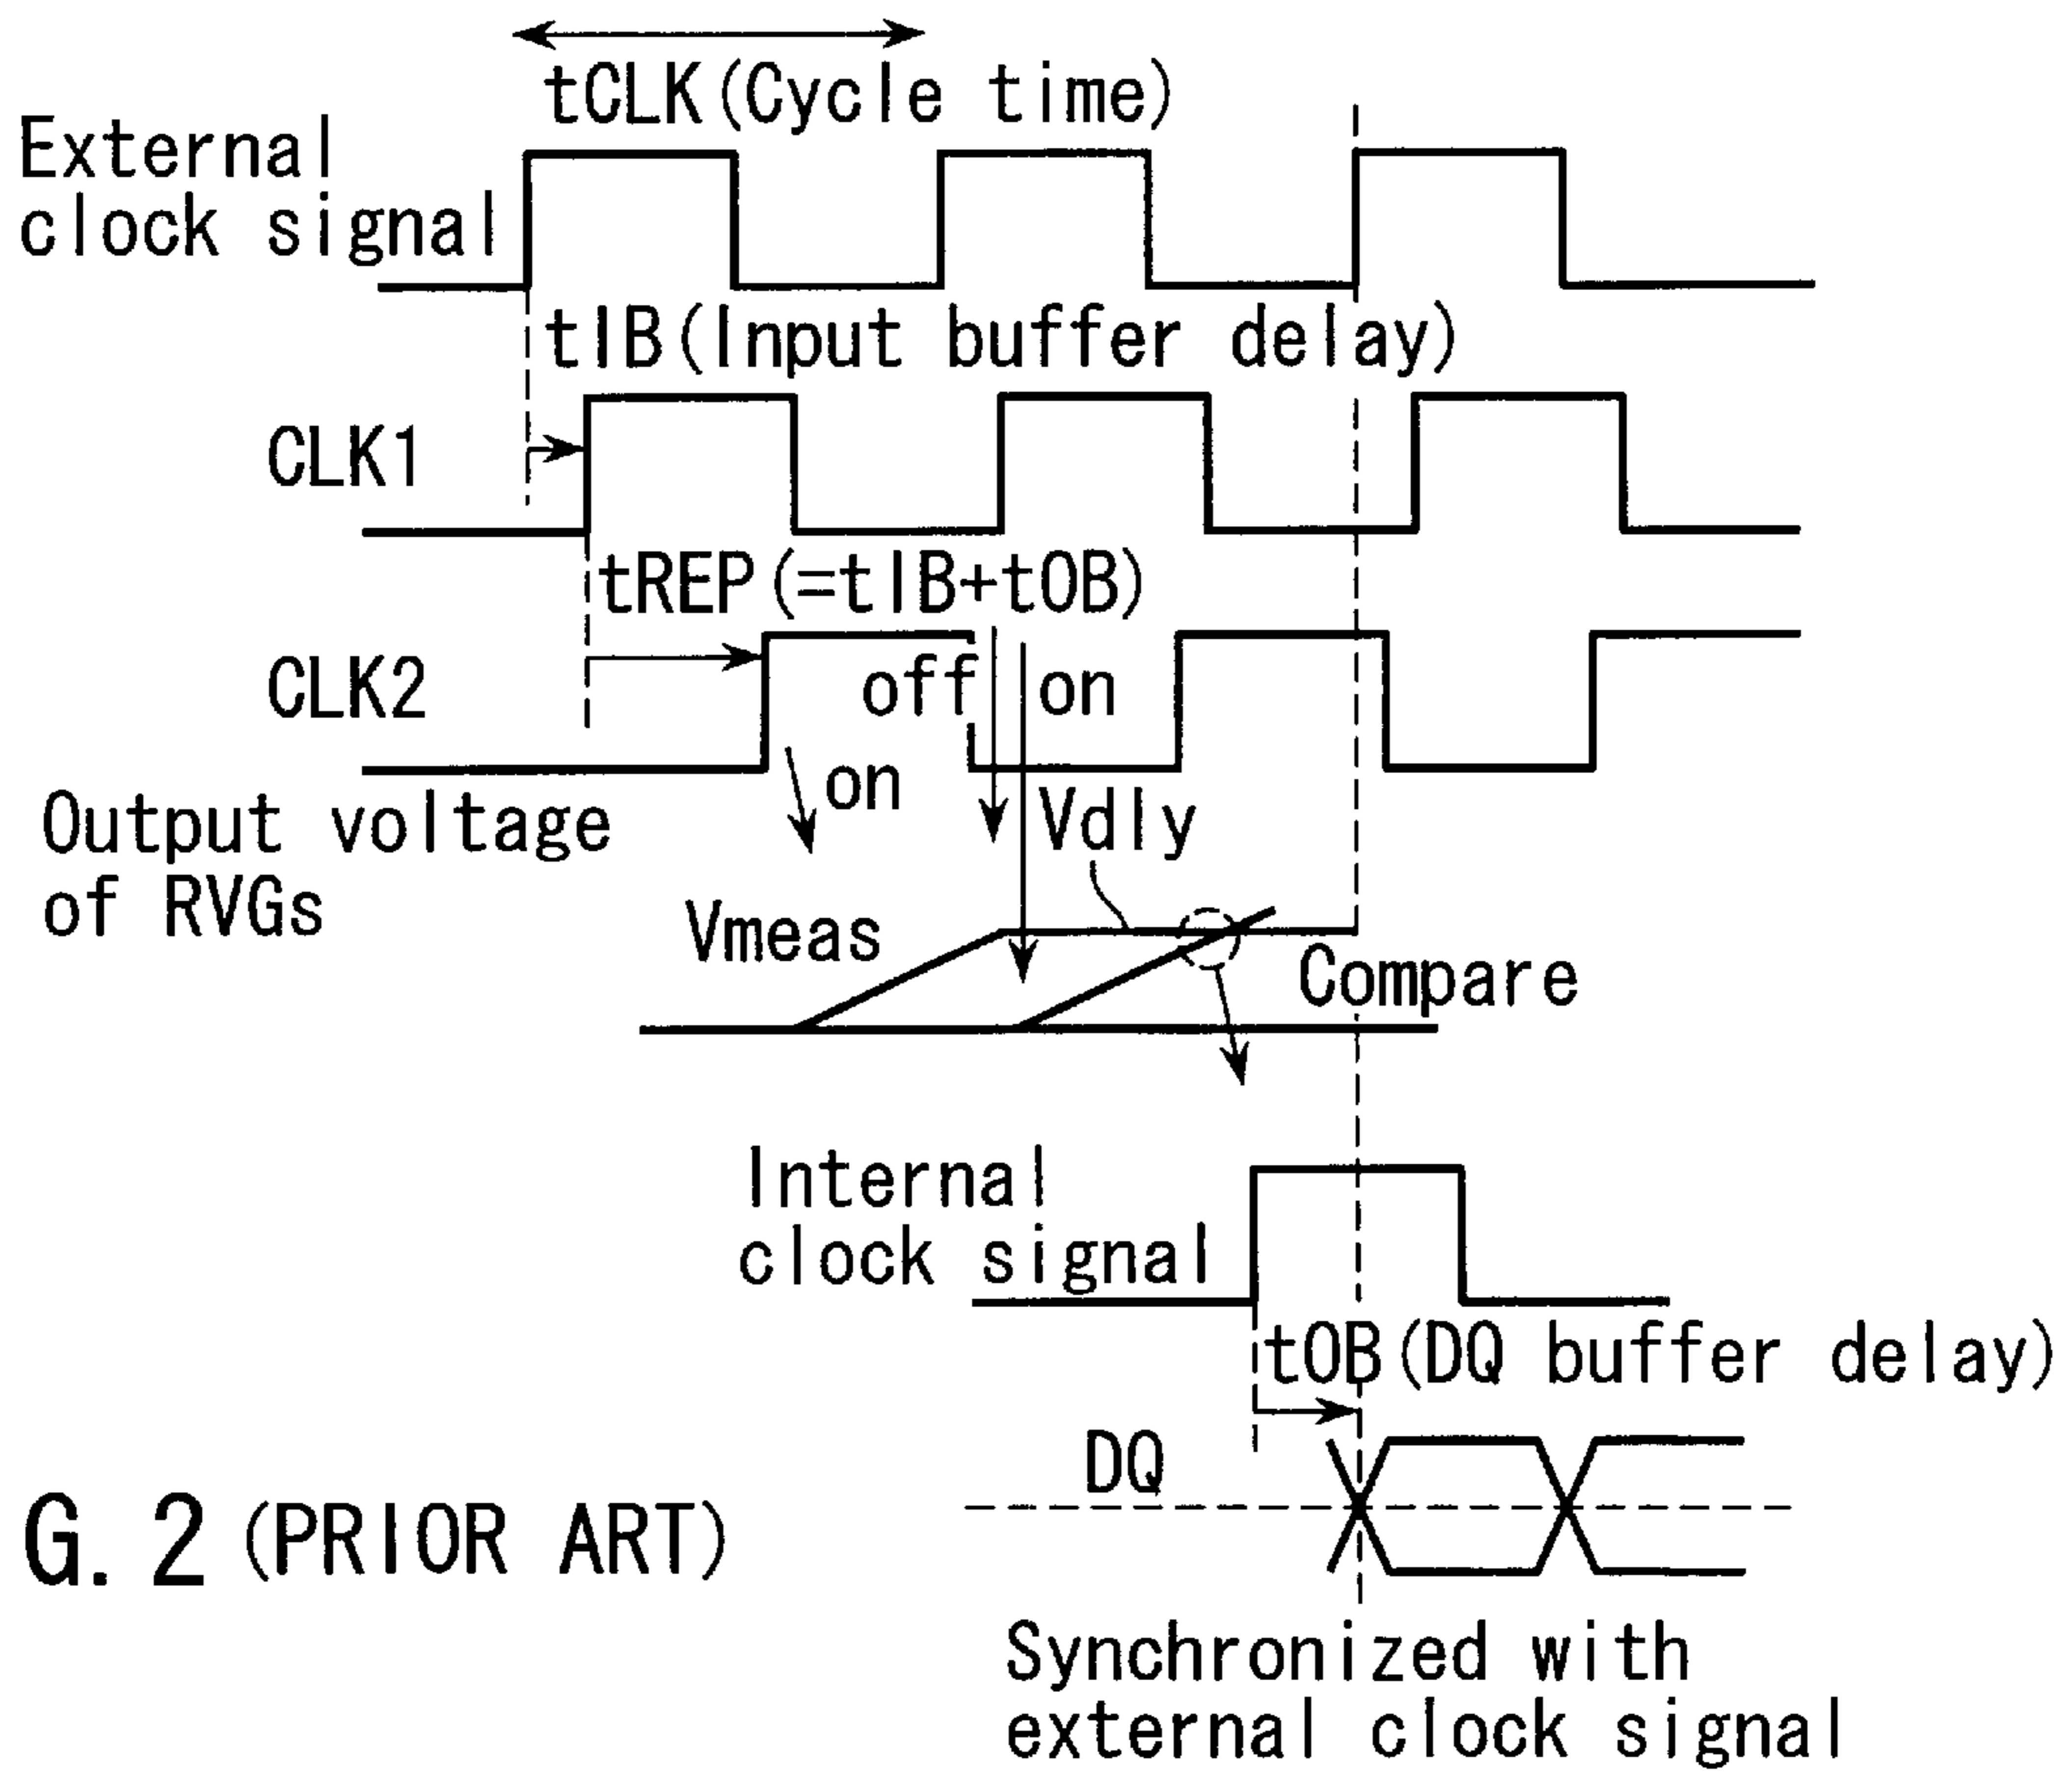 tCLK(Cycle time)
External
clock signal
tIB(Input buffer delay)
CLK1
tREP(=tIB+tOB)
CLK2
off
on
on
Output voltage
of RVGs
Vdly
Vmeas
Compare
Internal
clock signal
tOB(DQ buffer delay)
DQ
G. 2 (PRIOR ART)
Synchronized with
external clock signal